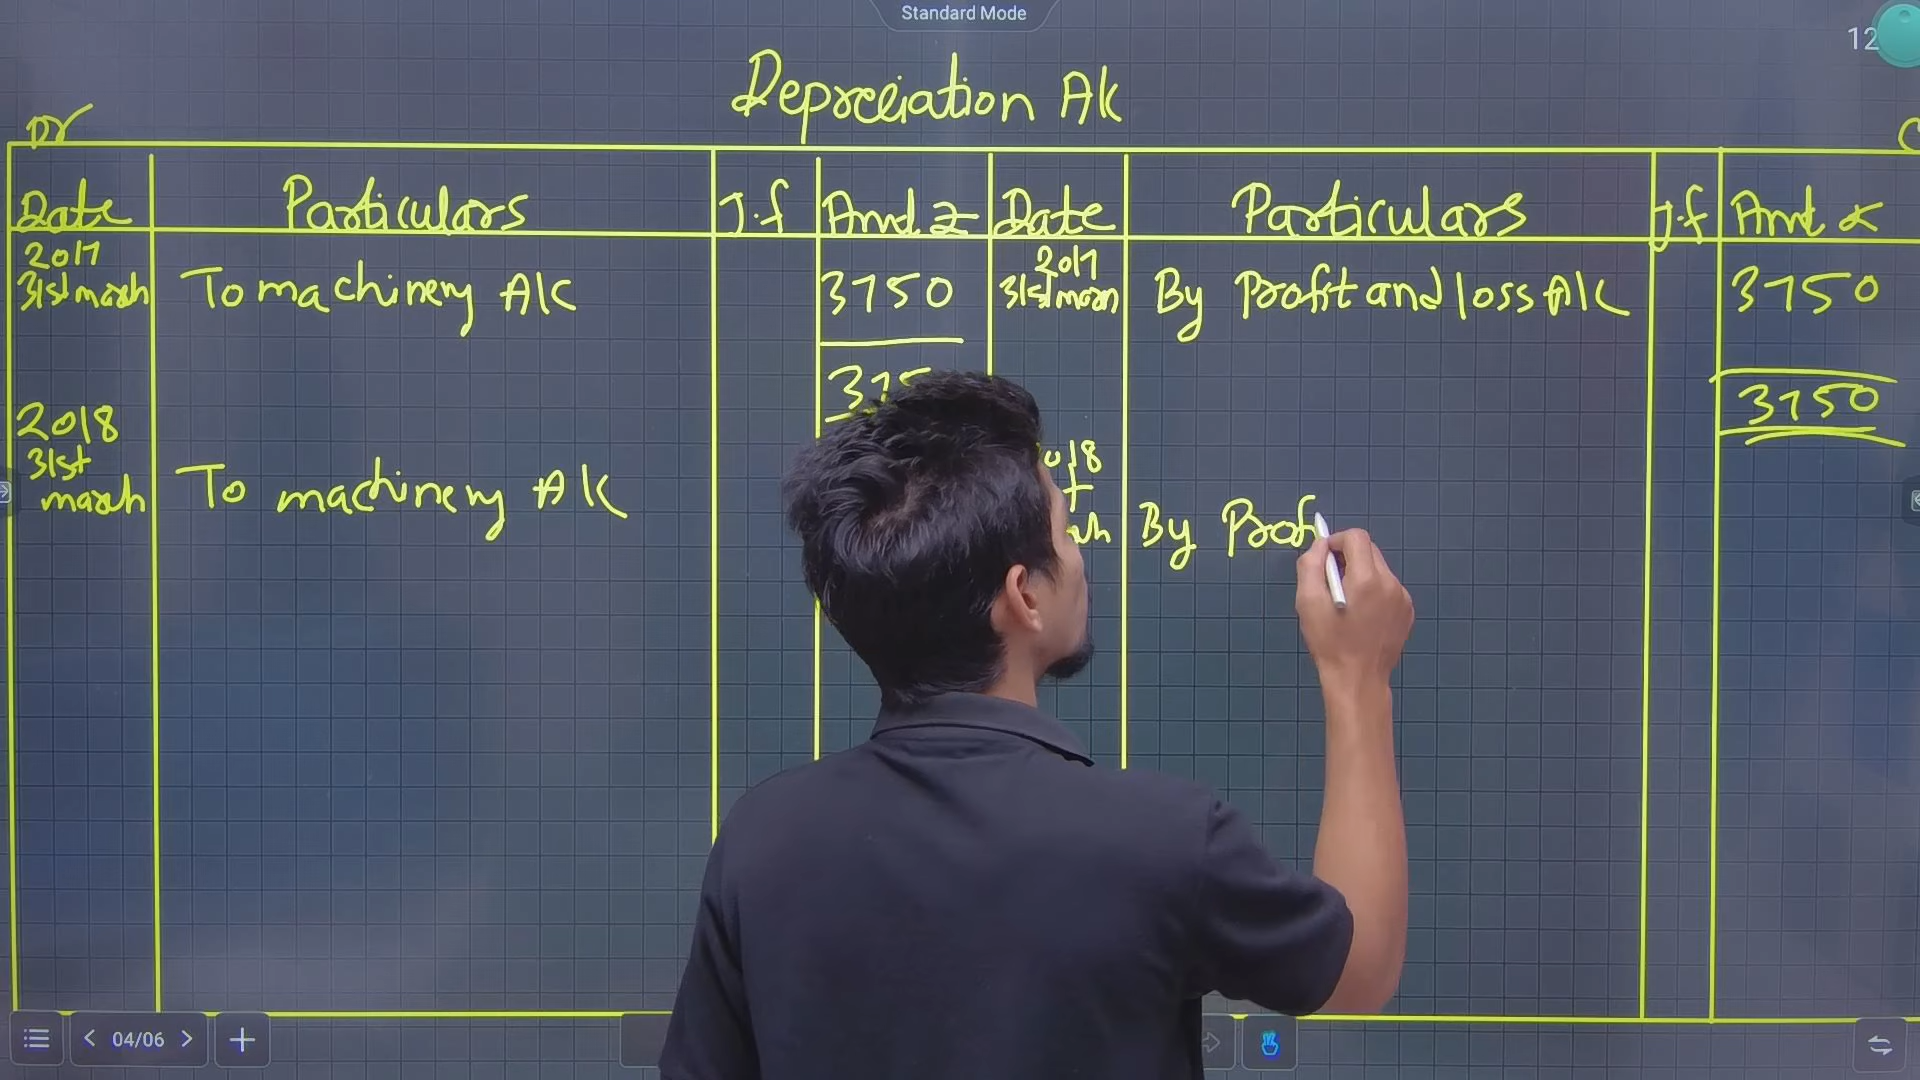 Standard Mode
12
Depreciation A/c
Dr
Date Particulars J.f Amt ₹ Date Particulars J.f Amt ₹
2017 2017
31st march To machinery A/c 3750 31st march By Profit and loss A/c 3750
3750
2018
31st
march To machinery A/c By Prof
04/06